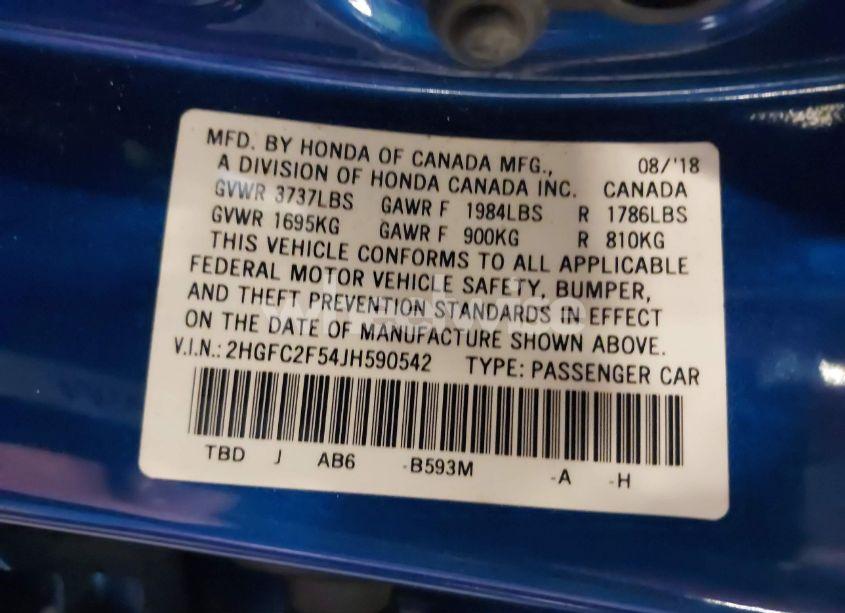 MFD. BY HONDA OF CANADA MFG., 08/'18
A DIVISION OF HONDA CANADA INC. CANADA
GVWR 3737LBS GAWR F 1984LBS R 1786LBS
GVWR 1695KG GAWR F 900KG R 810KG
THIS VEHICLE CONFORMS TO ALL APPLICABLE
FEDERAL MOTOR VEHICLE SAFETY, BUMPER,
AND THEFT PREVENTION STANDARDS IN EFFECT
ON THE DATE OF MANUFACTURE SHOWN ABOVE.
V.I.N.: 2HGFC2F54JH590542 TYPE: PASSENGER CAR
TBD J AB6 -B593M -A -H